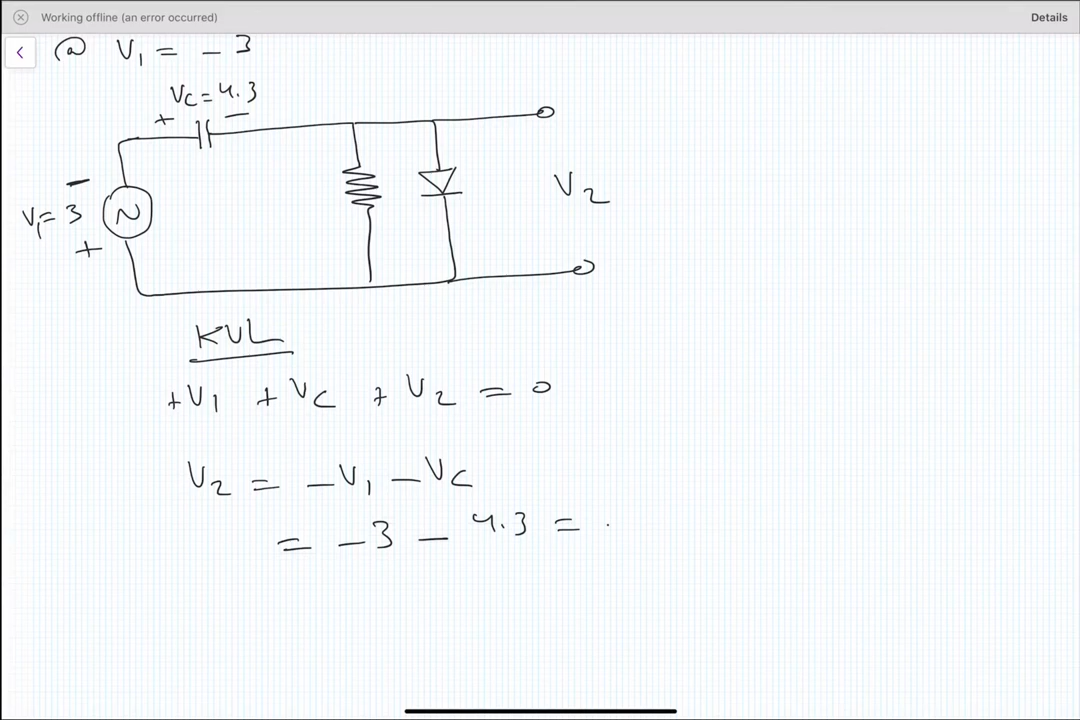 Working offline (an error occurred) Details
@ V₁ = - 3
Vc = 4.3
+ -
-
V₁ = 3
+
V₂
KVL
+V₁ + Vc + V₂ = 0
V₂ = -V₁ - Vc
= -3 - 4.3 =